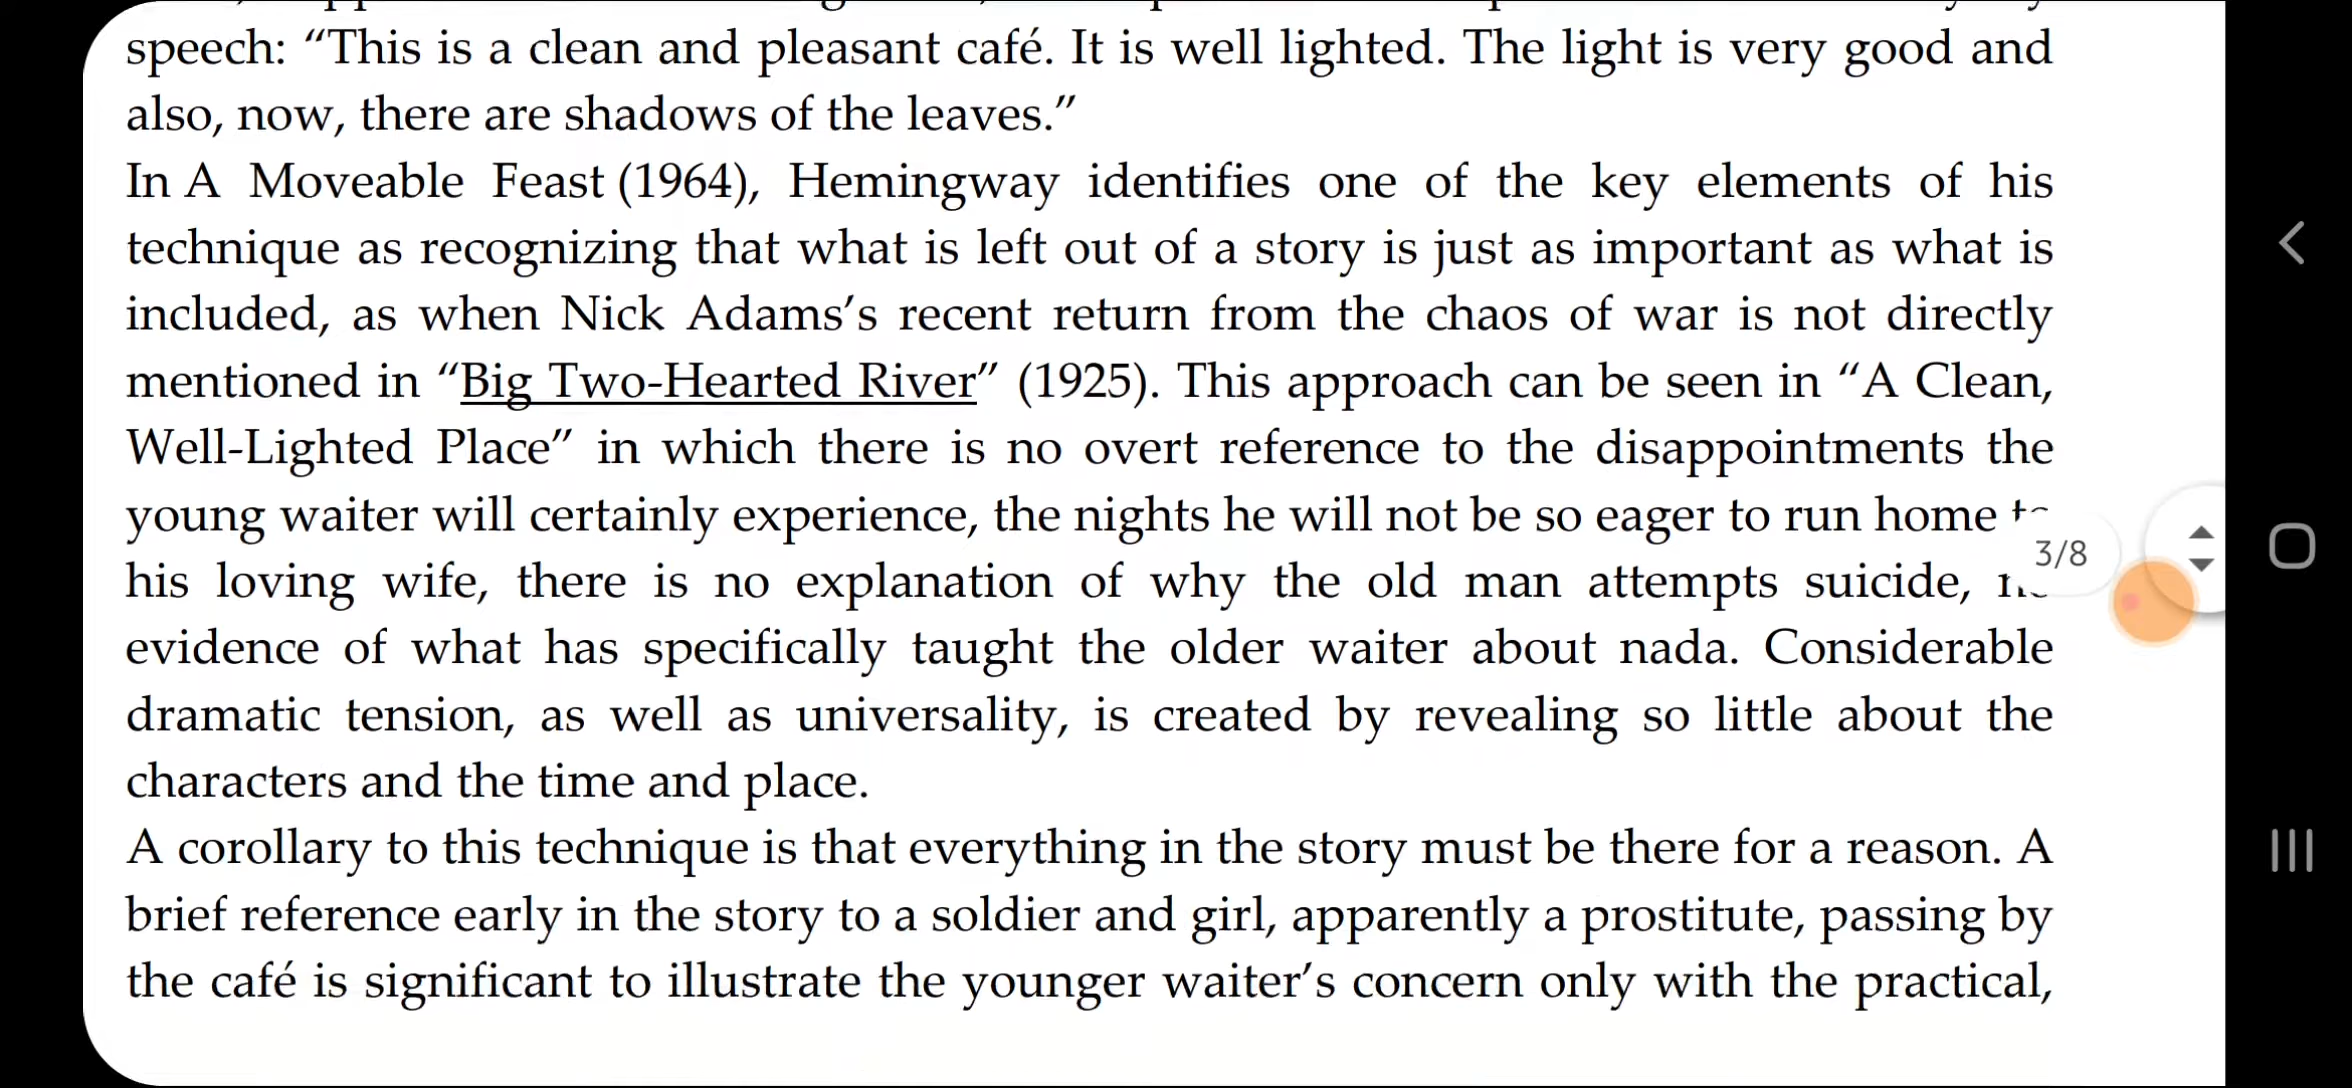 speech: “This is a clean and pleasant café. It is well lighted. The light is very good and
also, now, there are shadows of the leaves.”
In A Moveable Feast (1964), Hemingway identifies one of the key elements of his
technique as recognizing that what is left out of a story is just as important as what is
included, as when Nick Adams’s recent return from the chaos of war is not directly
mentioned in “Big Two-Hearted River” (1925). This approach can be seen in “A Clean,
Well-Lighted Place” in which there is no overt reference to the disappointments the
young waiter will certainly experience, the nights he will not be so eager to run home
3/8
his loving wife, there is no explanation of why the old man attempts suicide,
evidence of what has specifically taught the older waiter about nada. Considerable
dramatic tension, as well as universality, is created by revealing so little about the
characters and the time and place.
A corollary to this technique is that everything in the story must be there for a reason. A
brief reference early in the story to a soldier and girl, apparently a prostitute, passing by
the café is significant to illustrate the younger waiter’s concern only with the practical,